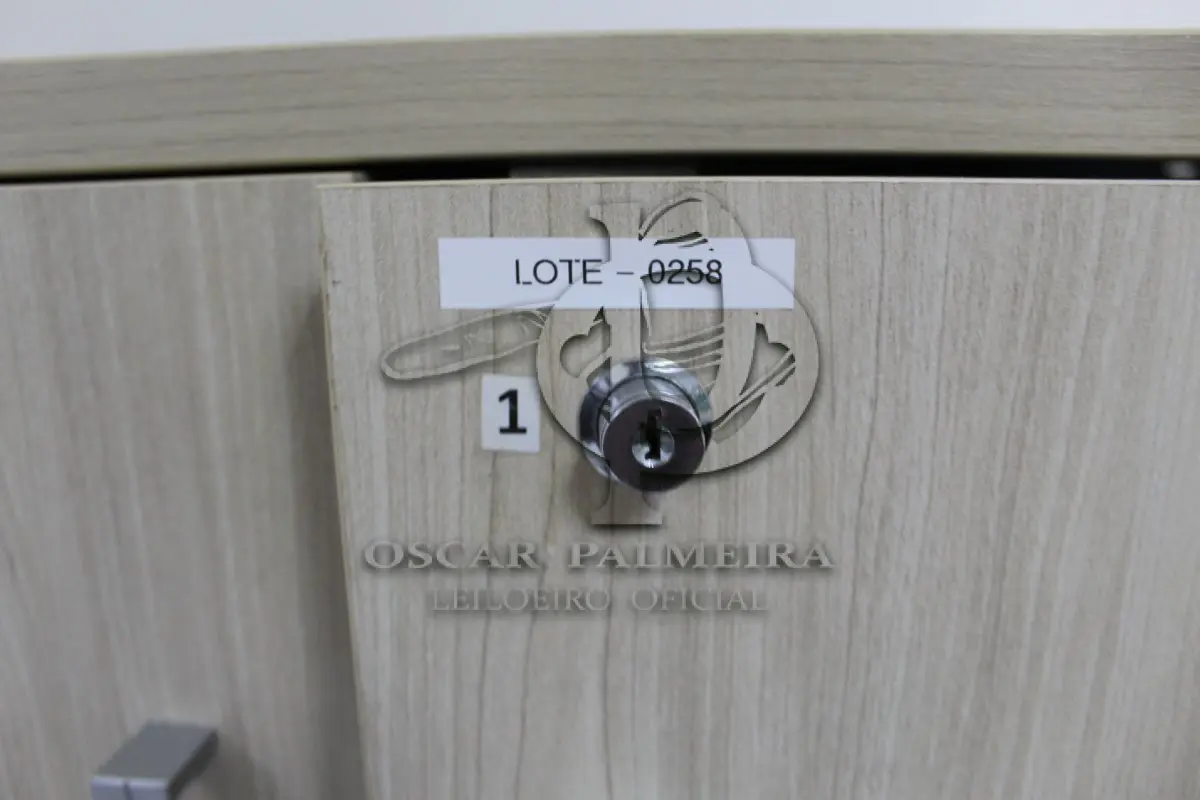 LOTE - 0258
1
OSCAR PALMEIRA
LEILOEIRO OFICIAL